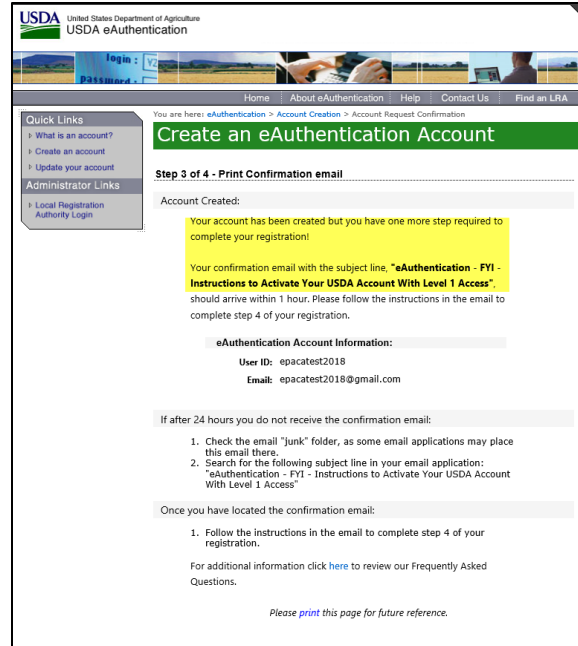 USDA United States Department of Agriculture
USDA eAuthentication
login :
password :
Home About eAuthentication Help Contact Us Find an LRA
Quick Links
What is an account?
Create an account
Update your account
Administrator Links
Local Registration
Authority Login
You are here: eAuthentication > Account Creation > Account Request Confirmation
Create an eAuthentication Account
Step 3 of 4 - Print Confirmation email
Account Created:
Your account has been created but you have one more step required to
complete your registration!
Your confirmation email with the subject line, "eAuthentication - FYI -
Instructions to Activate Your USDA Account With Level 1 Access",
should arrive within 1 hour. Please follow the instructions in the email to
complete step 4 of your registration.
eAuthentication Account Information:
User ID: epacatest2018
Email: epacatest2018@gmail.com
If after 24 hours you do not receive the confirmation email:
1. Check the email "junk" folder, as some email applications may place
this email there.
2. Search for the following subject line in your email application:
"eAuthentication - FYI - Instructions to Activate Your USDA Account
With Level 1 Access"
Once you have located the confirmation email:
1. Follow the instructions in the email to complete step 4 of your
registration.
For additional information click here to review our Frequently Asked
Questions.
Please print this page for future reference.